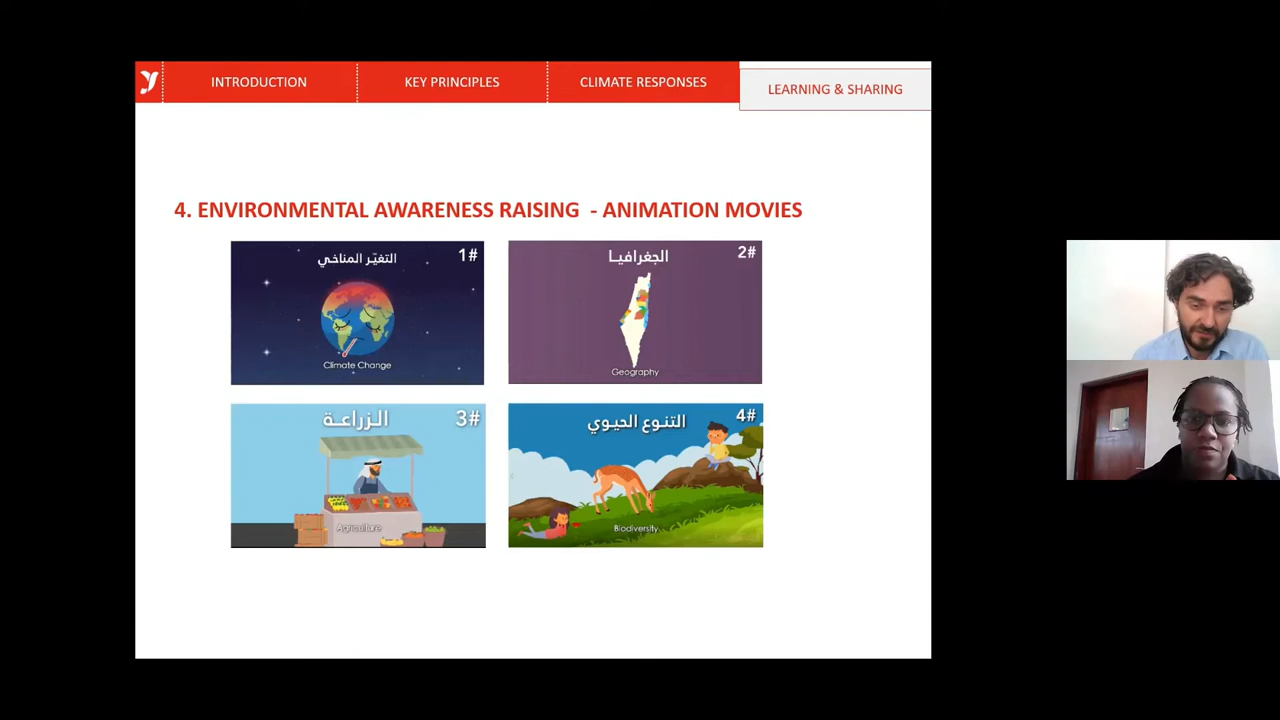 INTRODUCTION
KEY PRINCIPLES
CLIMATE RESPONSES
LEARNING & SHARING
4. ENVIRONMENTAL AWARENESS RAISING - ANIMATION MOVIES
التغيّر المناخي
1#
Climate Change
الجغرافيا
2#
Geography
الزراعة
3#
Agriculture
التنوع الحيوي
4#
Biodiversity